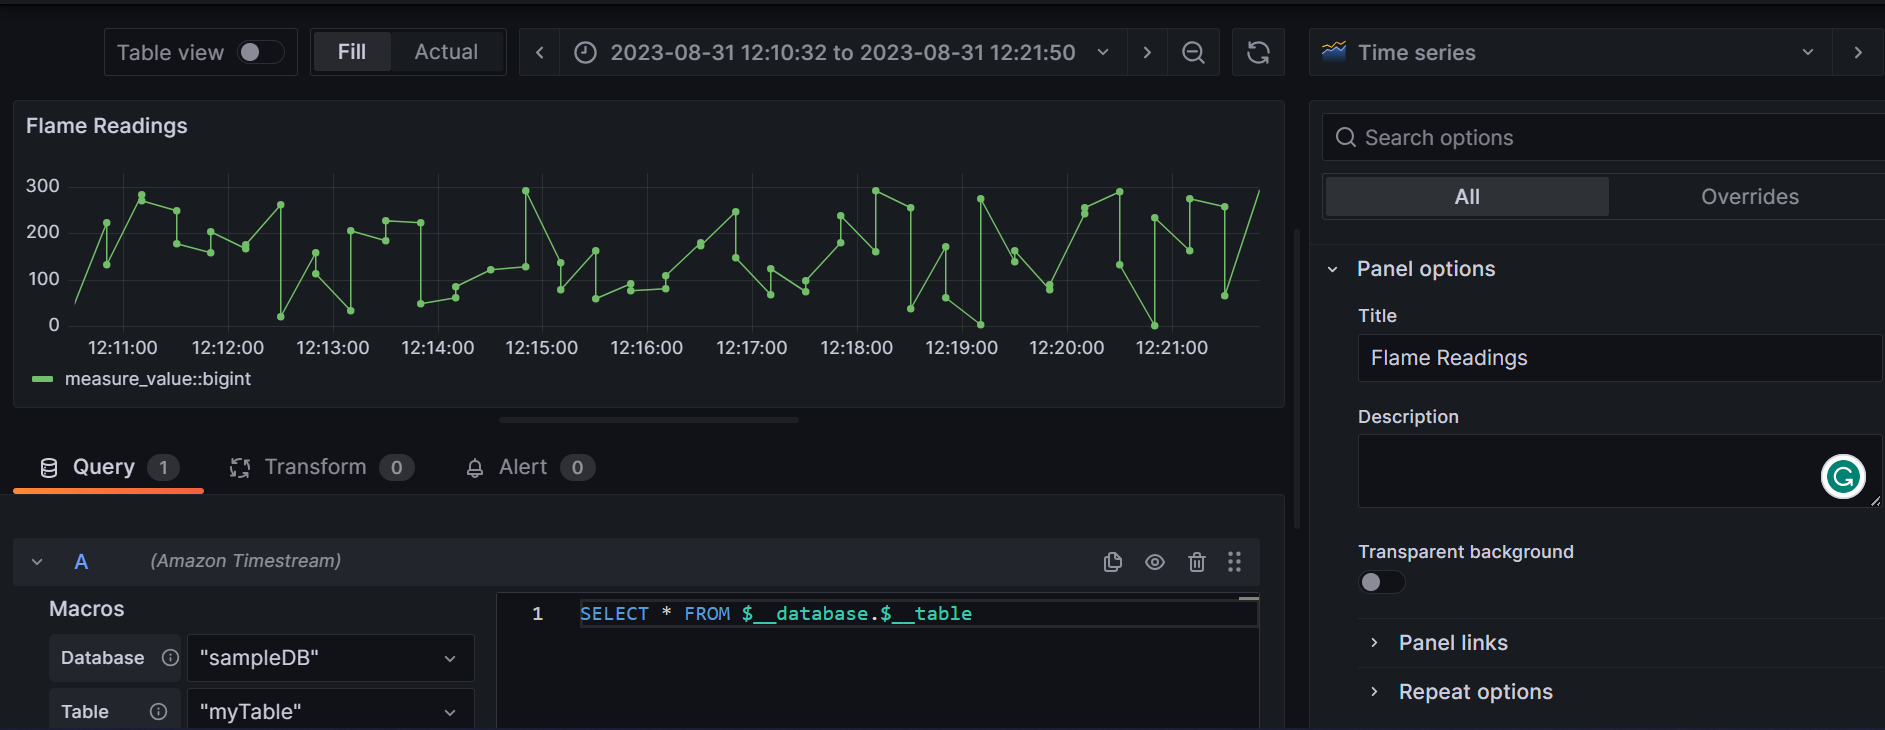 Table view
Fill
Actual
2023-08-31 12:10:32 to 2023-08-31 12:21:50
Time series
Flame Readings
300
200
100
0
12:11:00 12:12:00 12:13:00 12:14:00 12:15:00 12:16:00 12:17:00 12:18:00 12:19:00 12:20:00 12:21:00
measure_value::bigint
Query 1
Transform 0
Alert 0
A (Amazon Timestream)
Macros
Database "sampleDB"
Table "myTable"
1 SELECT * FROM $__database.$__table
Search options
All
Overrides
Panel options
Title
Flame Readings
Description
Transparent background
Panel links
Repeat options